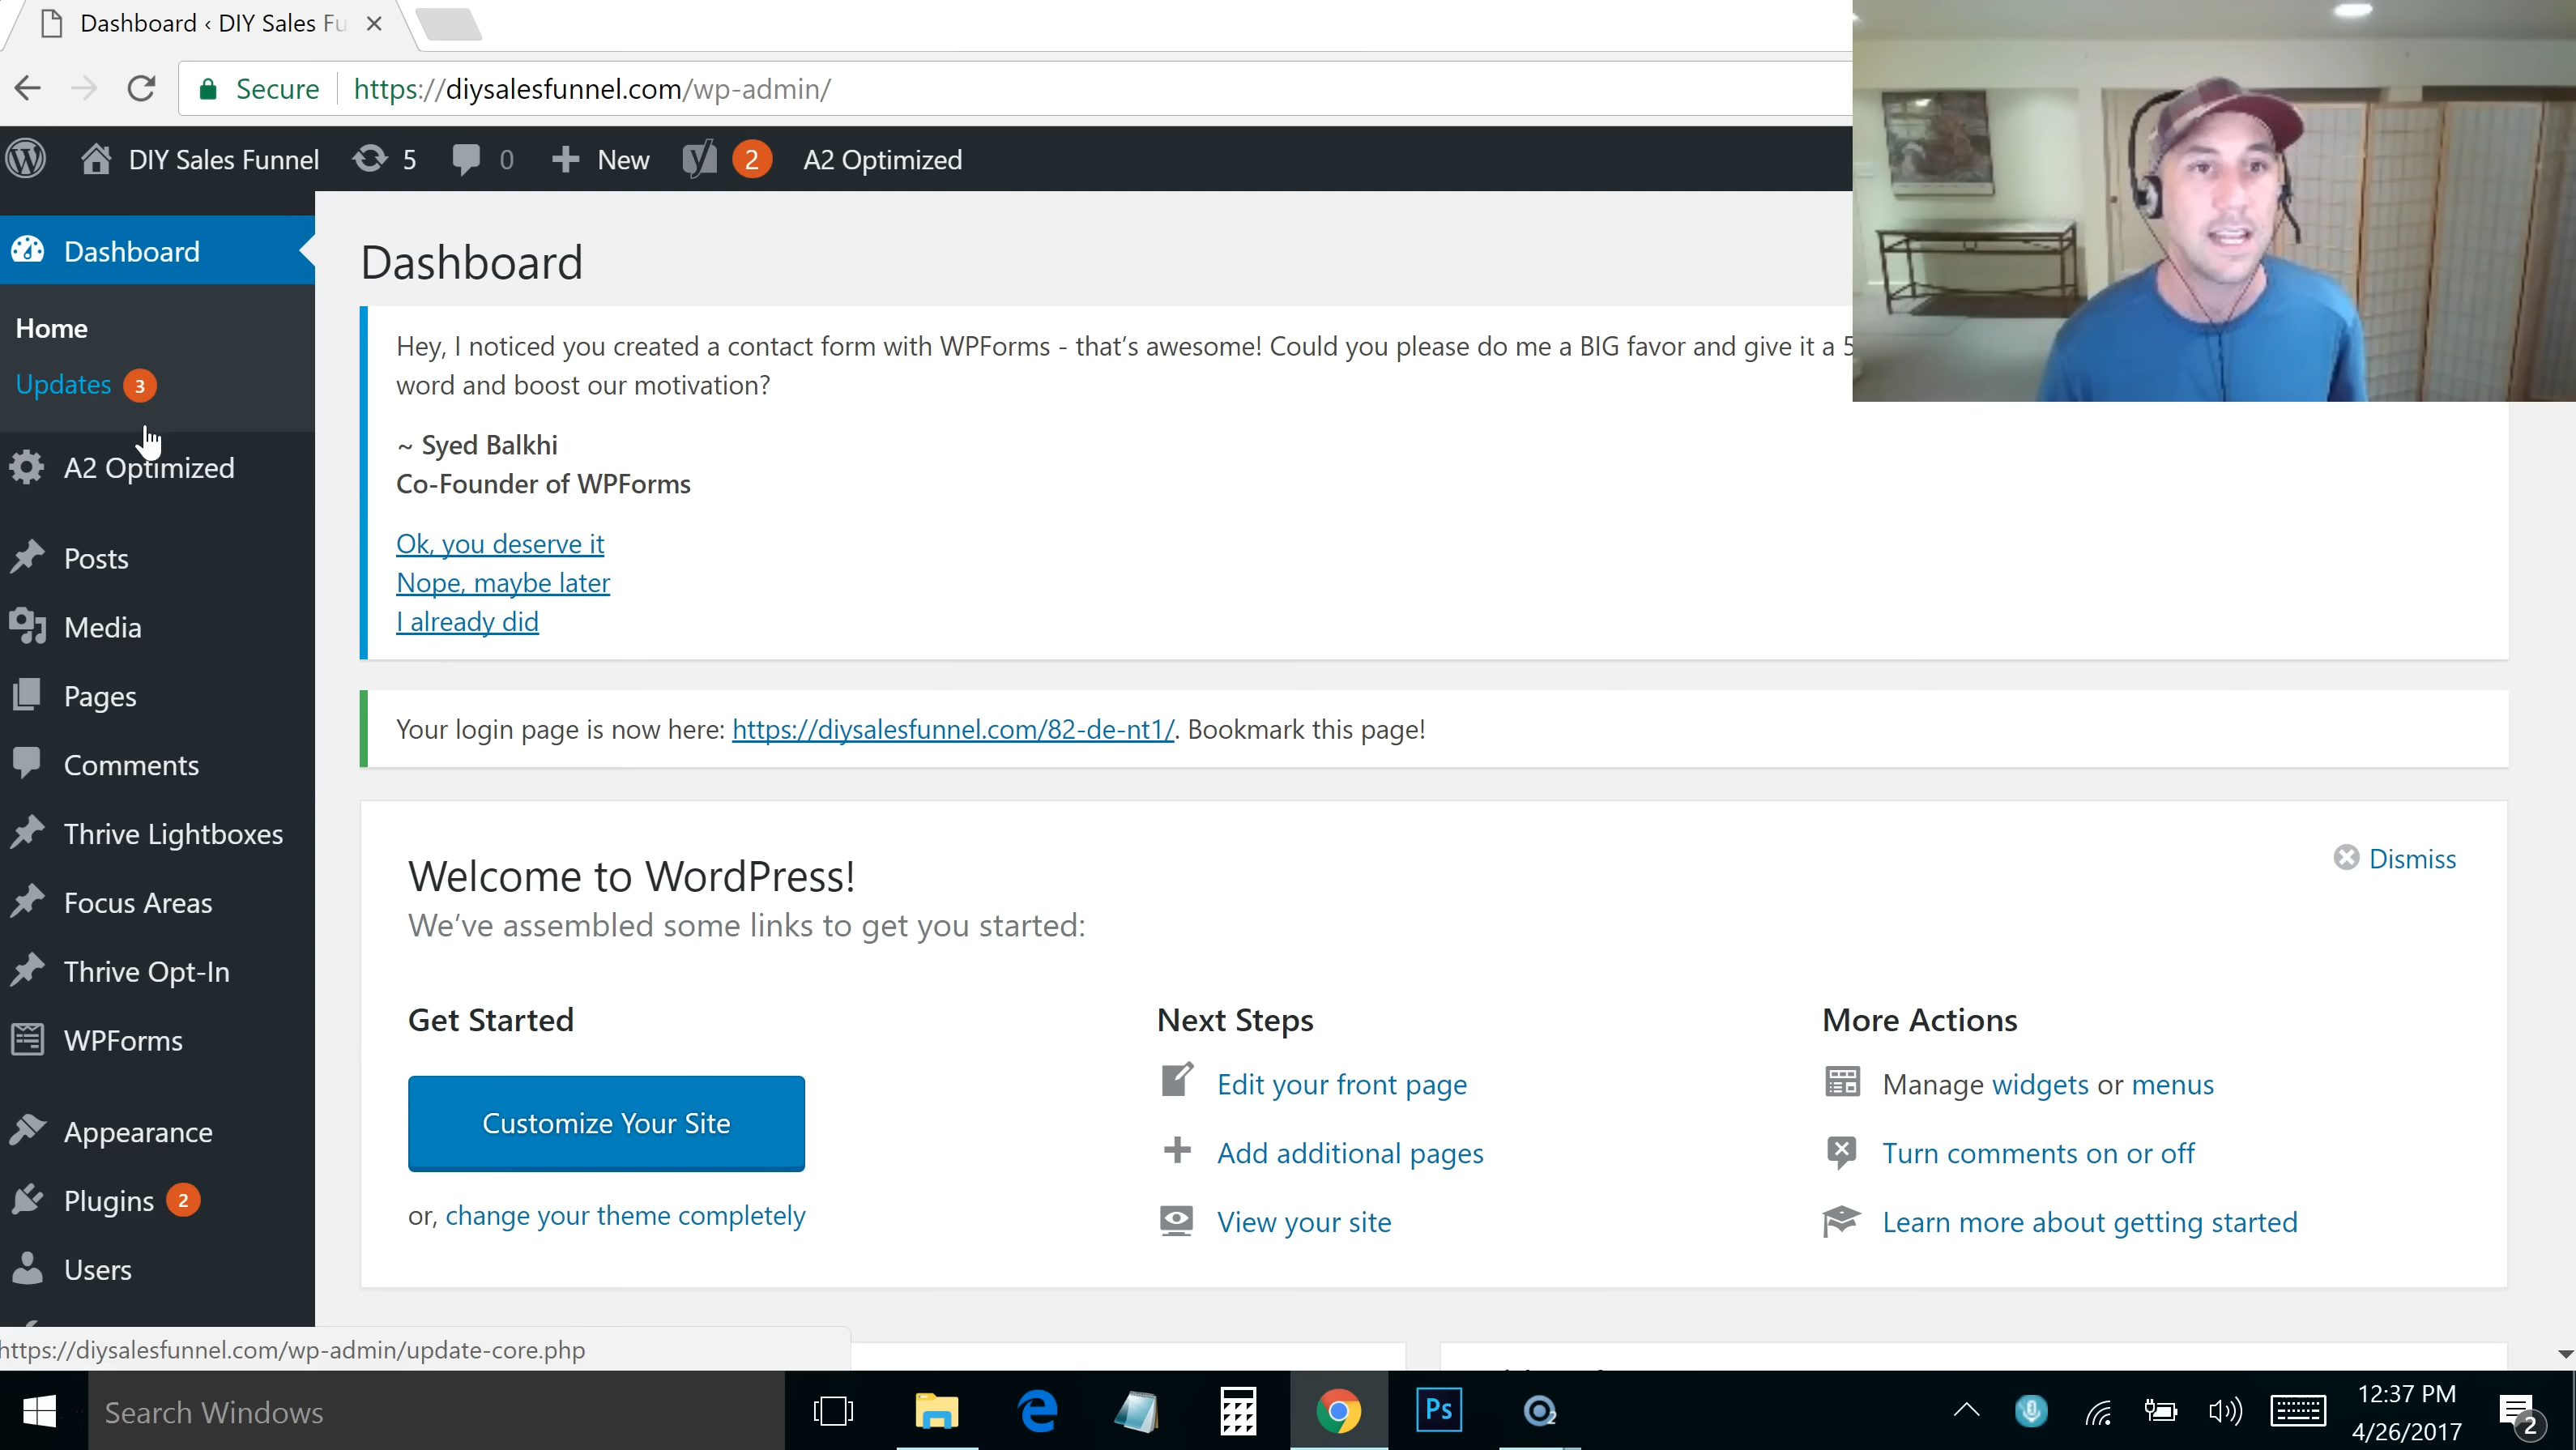 Dashboard ‹ DIY Sales Fu
Secure https://diysalesfunnel.com/wp-admin/
DIY Sales Funnel 5 0 New 2 A2 Optimized
Dashboard
Home
Updates 3
A2 Optimized
Posts
Media
Pages
Comments
Thrive Lightboxes
Focus Areas
Thrive Opt-In
WPForms
Appearance
Plugins 2
Users
Dashboard
Hey, I noticed you created a contact form with WPForms - that's awesome! Could you please do me a BIG favor and give it a 5
word and boost our motivation?
~ Syed Balkhi
Co-Founder of WPForms
Ok, you deserve it
Nope, maybe later
I already did
Your login page is now here: https://diysalesfunnel.com/82-de-nt1/. Bookmark this page!
Welcome to WordPress!
Dismiss
We've assembled some links to get you started:
Get Started
Customize Your Site
or, change your theme completely
Next Steps
Edit your front page
Add additional pages
View your site
More Actions
Manage widgets or menus
Turn comments on or off
Learn more about getting started
https://diysalesfunnel.com/wp-admin/update-core.php
Search Windows
Ps
12:37 PM
4/26/2017
2